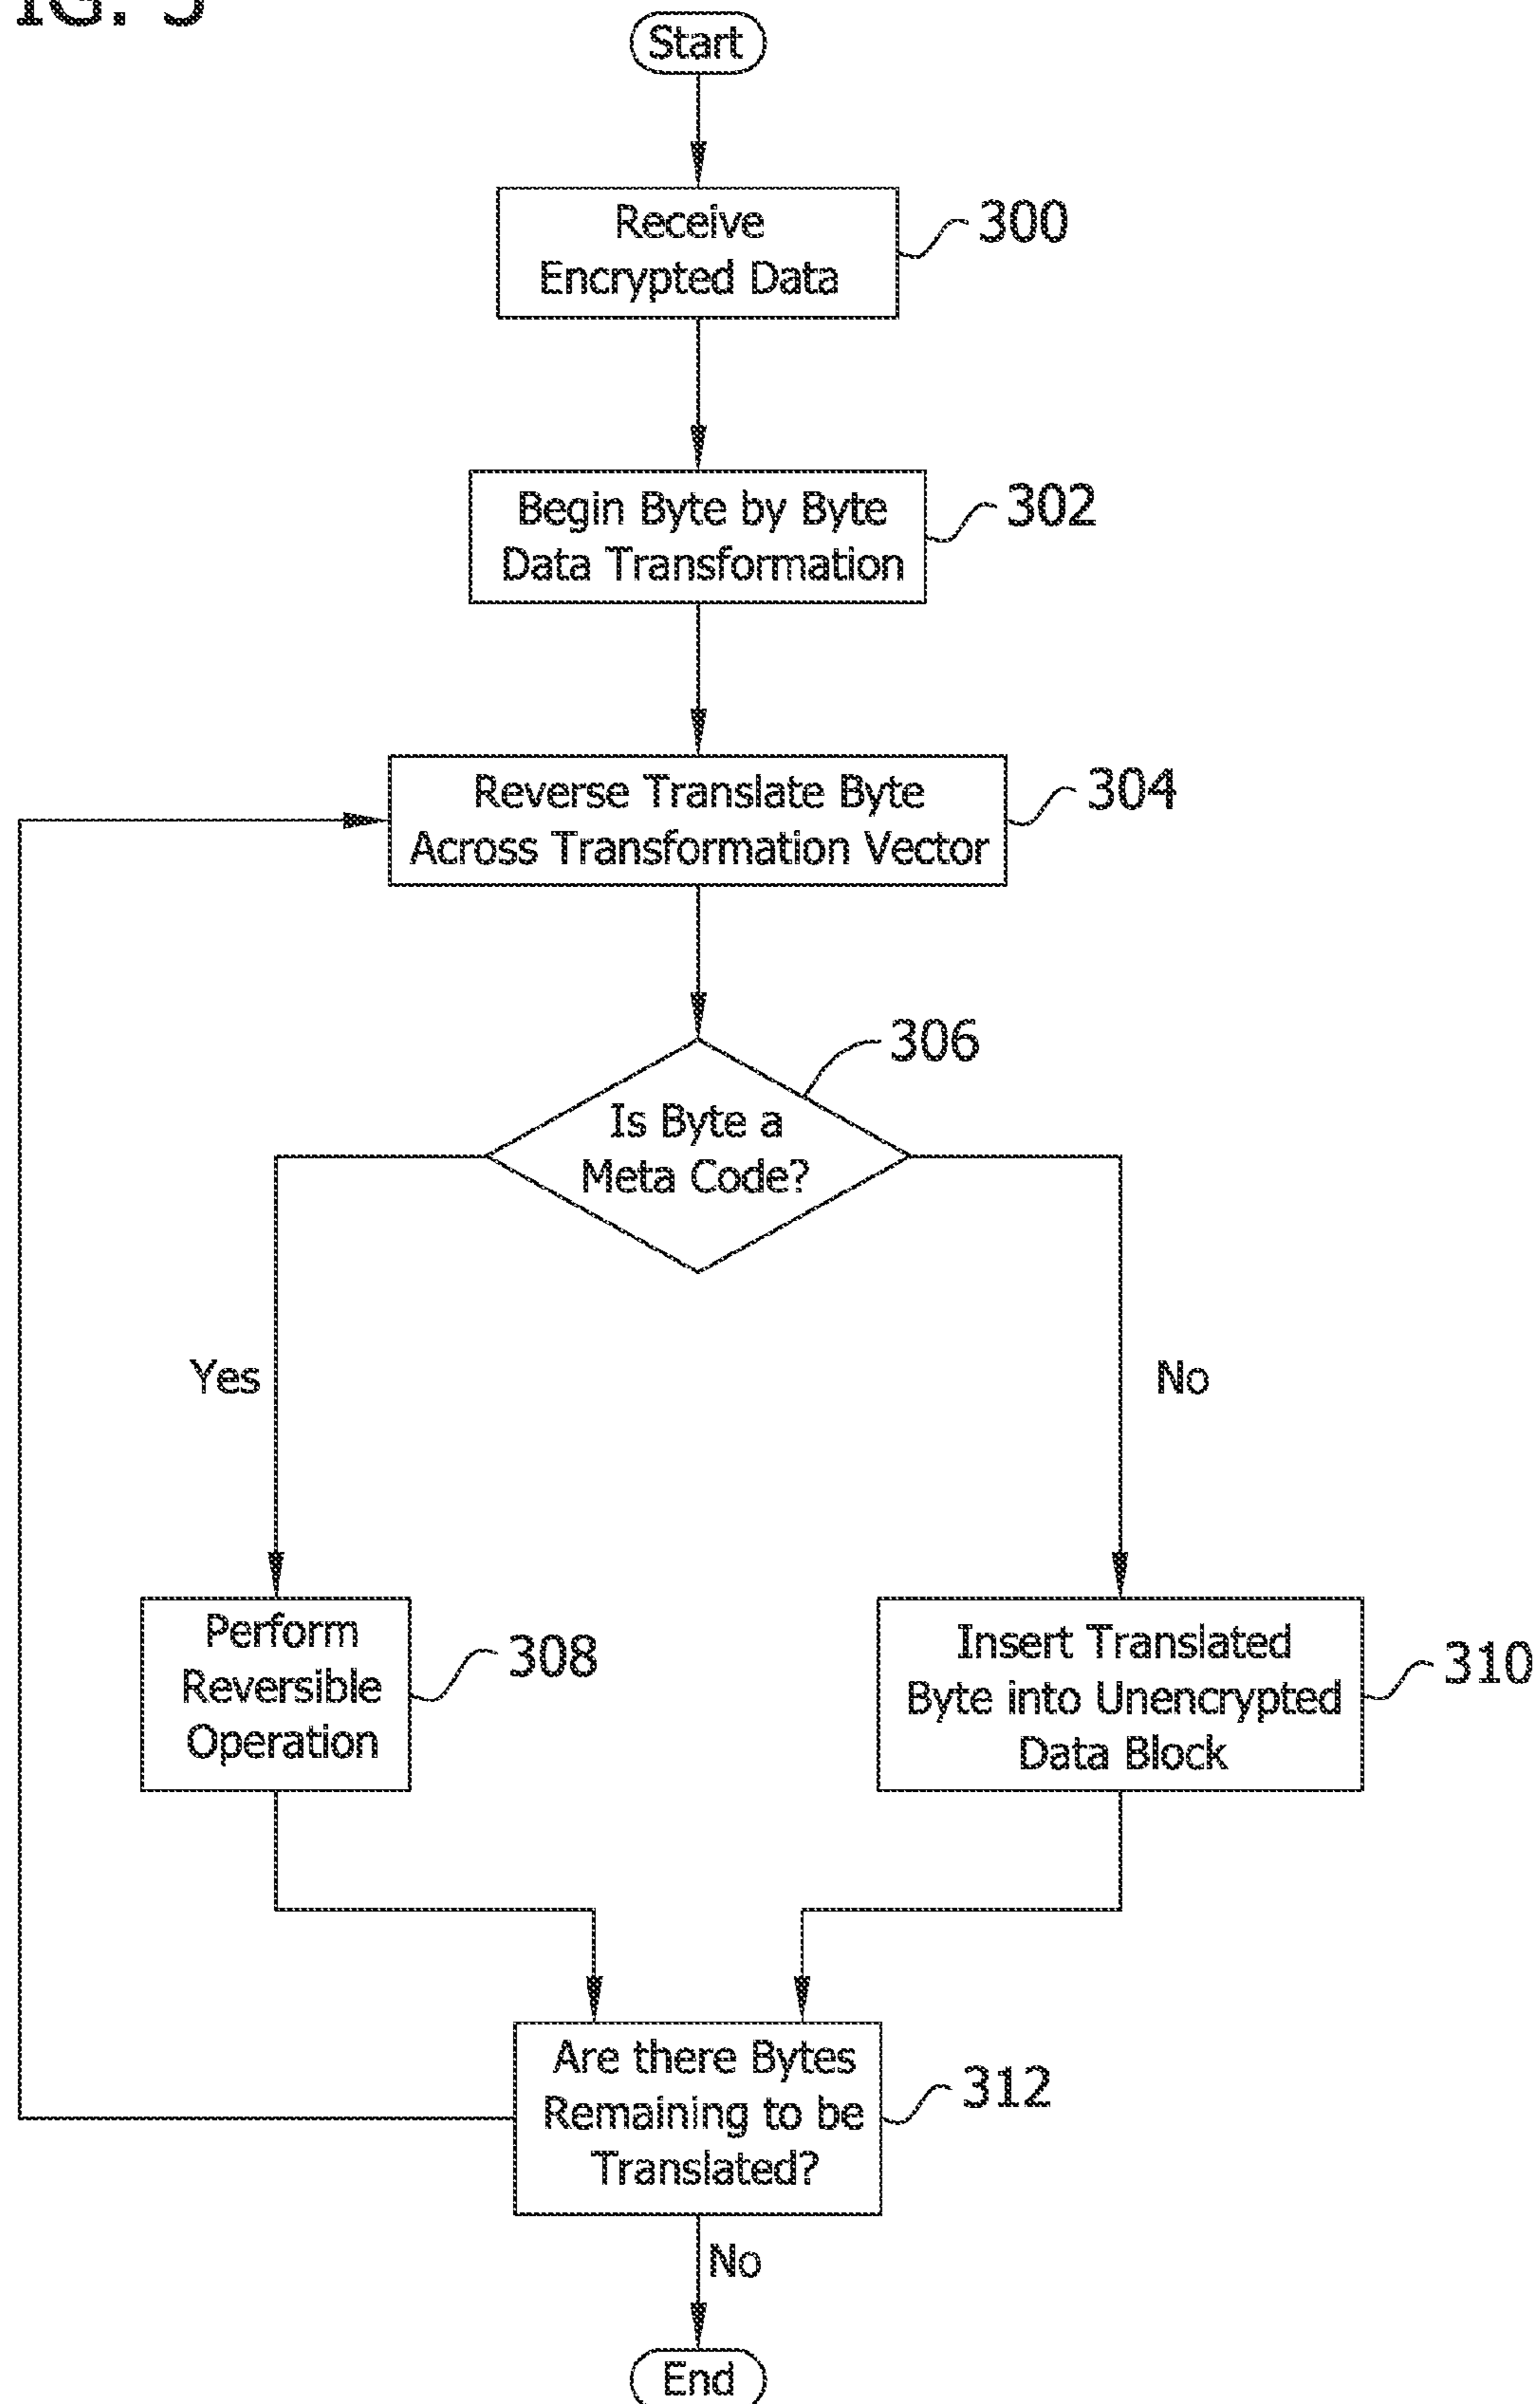 IG. 5
Start
Receive
Encrypted Data
300
Begin Byte by Byte
Data Transformation
302
Reverse Translate Byte
Across Transformation Vector
304
306
Is Byte a
Meta Code?
Yes
No
Perform
Reversible
Operation
308
Insert Translated
Byte into Unencrypted
Data Block
310
Are there Bytes
Remaining to be
Translated?
312
No
End